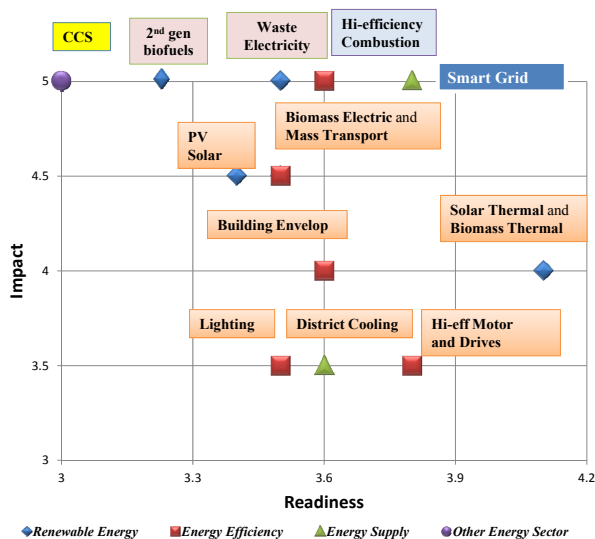 CCS
2nd gen
biofuels
Waste
Electricity
Hi-efficiency
Combustion
Smart Grid
Biomass Electric and
Mass Transport
PV
Solar
Building Envelop
Solar Thermal and
Biomass Thermal
Lighting
District Cooling
Hi-eff Motor
and Drives
Impact
5
4.5
4
3.5
3
3
3.3
3.6
3.9
4.2
Readiness
Renewable Energy
Energy Efficiency
Energy Supply
Other Energy Sector